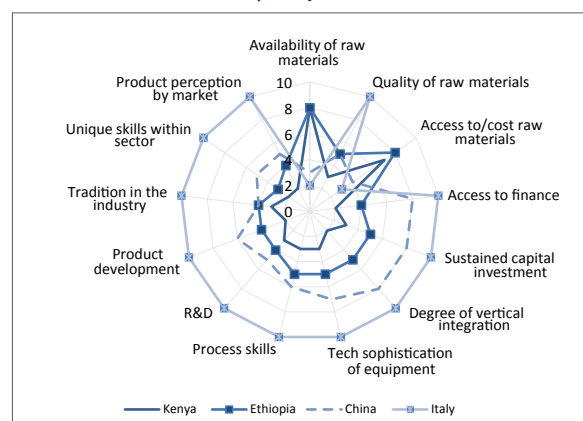 Availability of raw
materials
Product perception
by market
Quality of raw materials
Unique skills within
sector
Access to/cost raw
materials
Tradition in the
industry
Access to finance
Product
development
Sustained capital
investment
R&D
Degree of vertical
integration
Process skills
Tech sophistication
of equipment
10
8
6
4
2
0
Kenya
Ethiopia
China
Italy